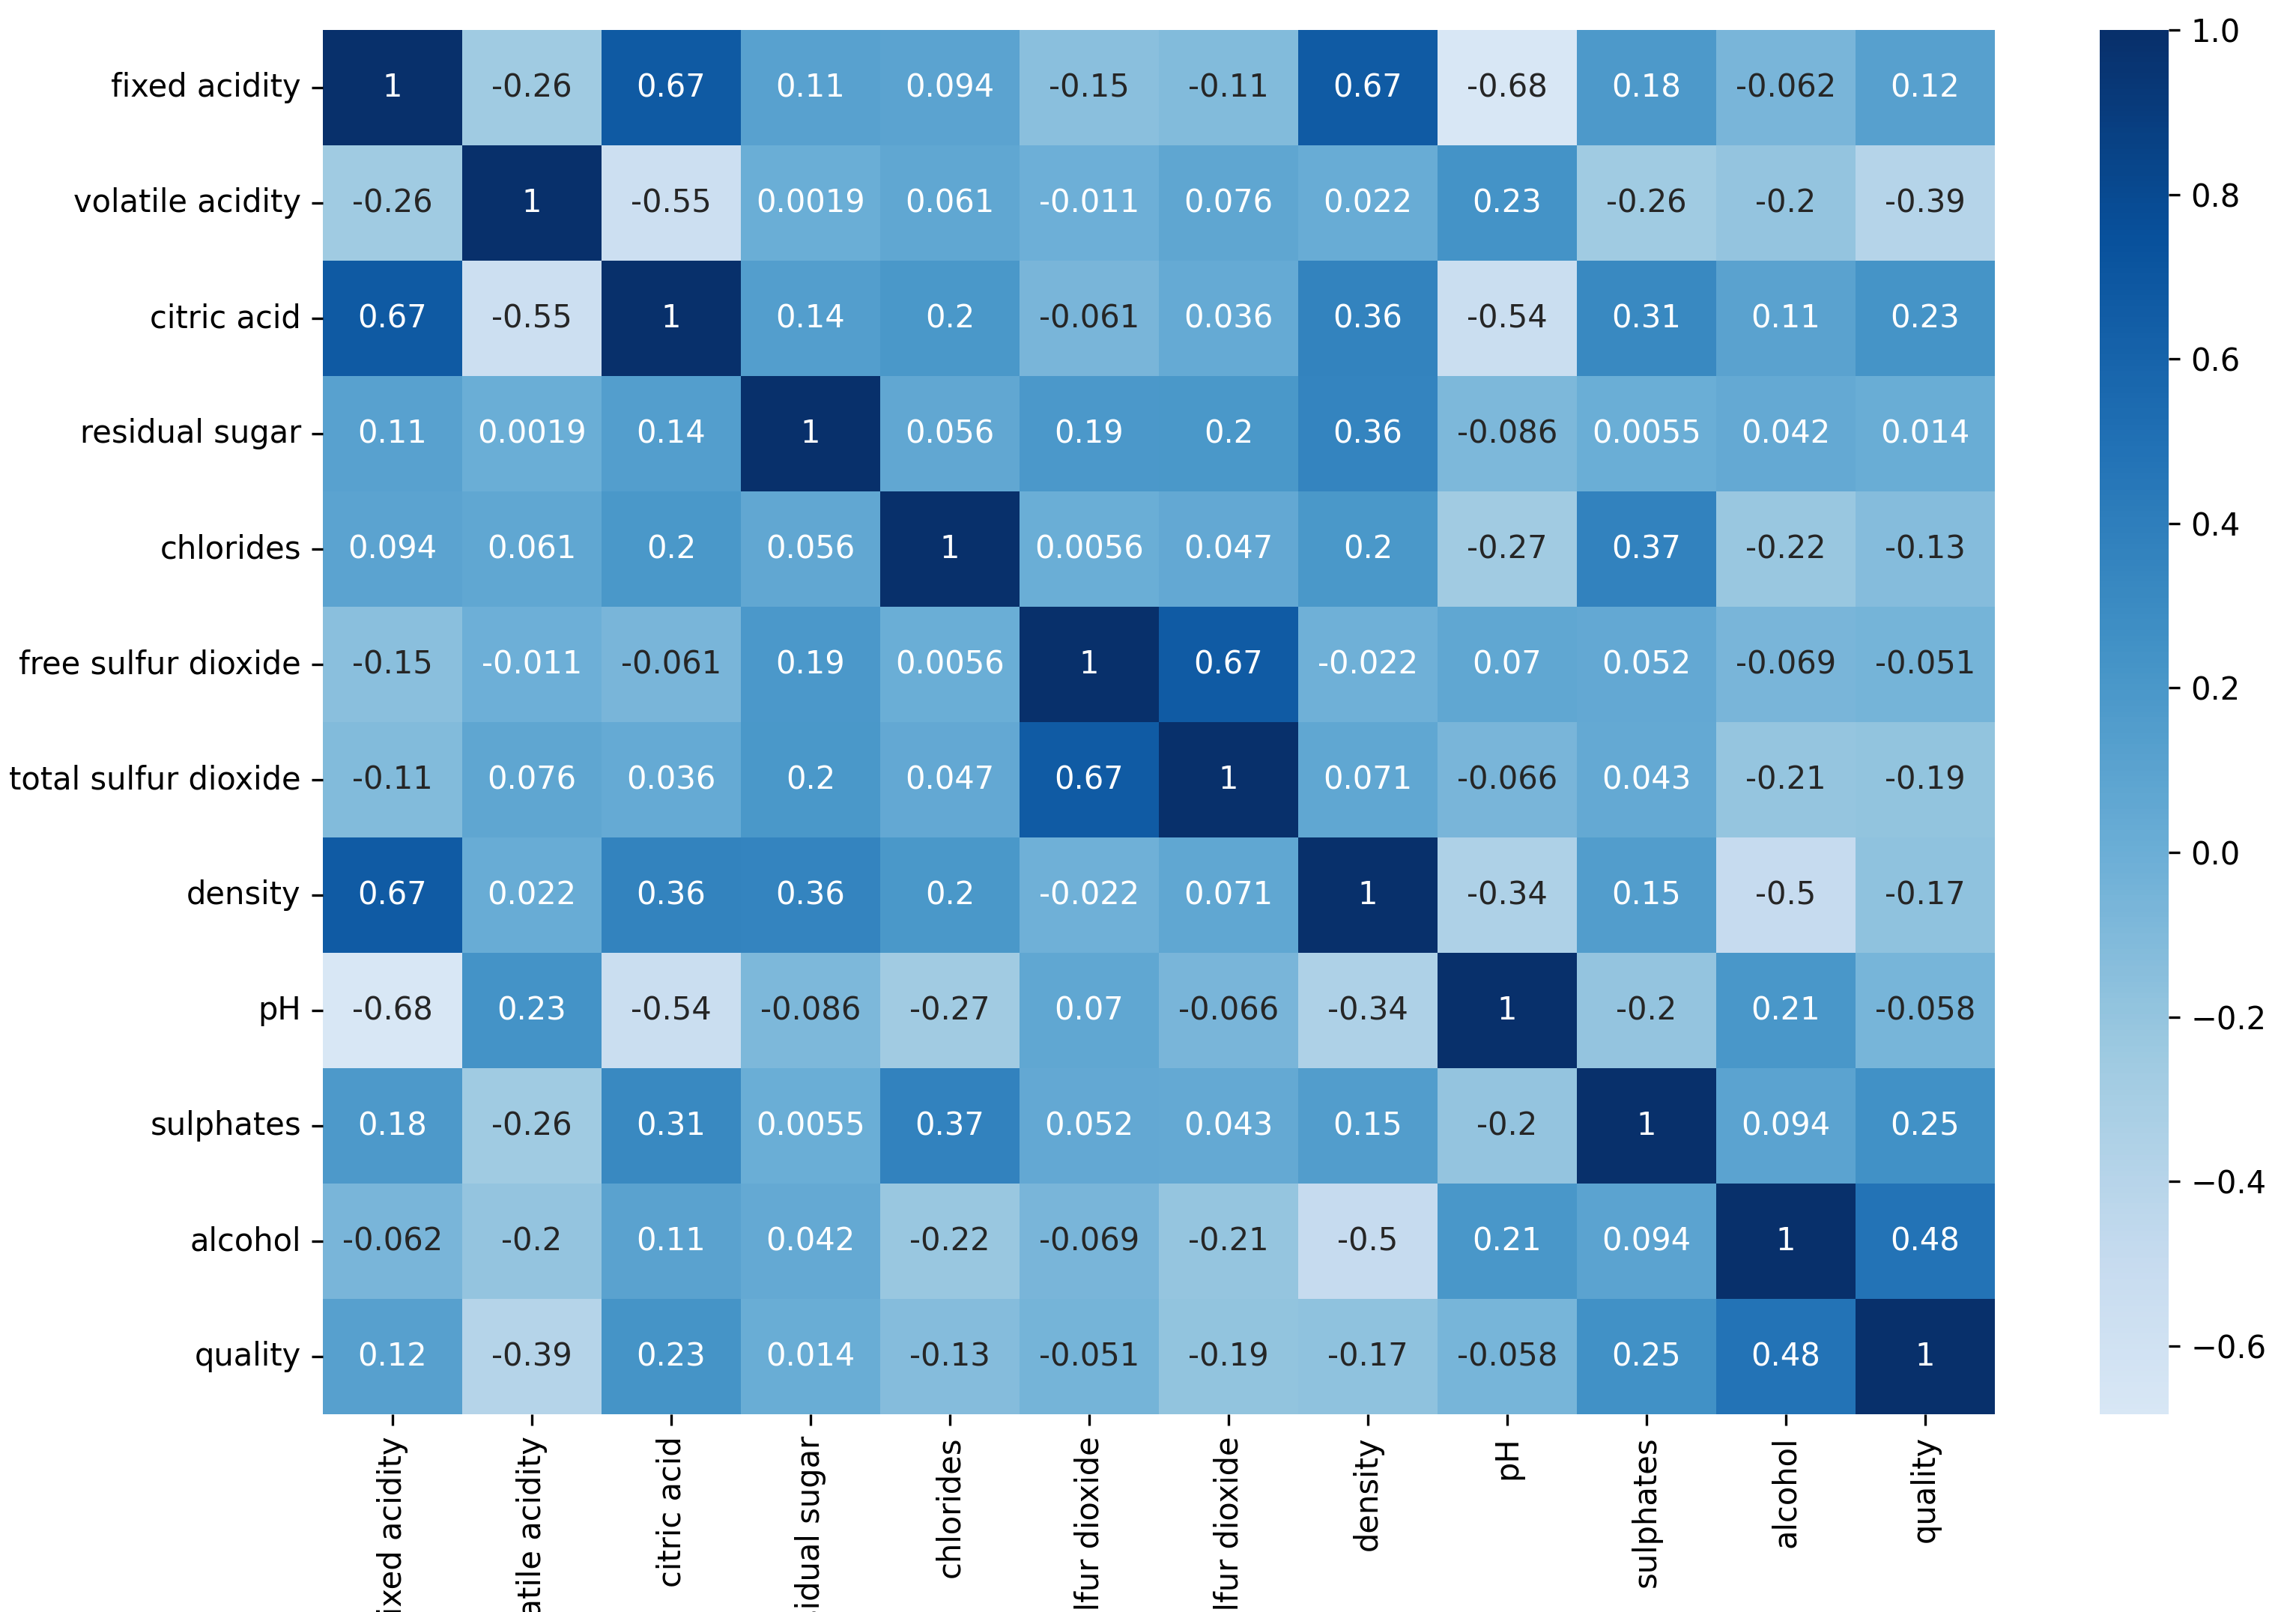 fixed acidity 1 -0.26 0.67 0.11 0.094 -0.15 -0.11 0.67 -0.68 0.18 -0.062 0.12
volatile acidity -0.26 1 -0.55 0.0019 0.061 -0.011 0.076 0.022 0.23 -0.26 -0.2 -0.39
citric acid 0.67 -0.55 1 0.14 0.2 -0.061 0.036 0.36 -0.54 0.31 0.11 0.23
residual sugar 0.11 0.0019 0.14 1 0.056 0.19 0.2 0.36 -0.086 0.0055 0.042 0.014
chlorides 0.094 0.061 0.2 0.056 1 0.0056 0.047 0.2 -0.27 0.37 -0.22 -0.13
free sulfur dioxide -0.15 -0.011 -0.061 0.19 0.0056 1 0.67 -0.022 0.07 0.052 -0.069 -0.051
total sulfur dioxide -0.11 0.076 0.036 0.2 0.047 0.67 1 0.071 -0.066 0.043 -0.21 -0.19
density 0.67 0.022 0.36 0.36 0.2 -0.022 0.071 1 -0.34 0.15 -0.5 -0.17
pH -0.68 0.23 -0.54 -0.086 -0.27 0.07 -0.066 -0.34 1 -0.2 0.21 -0.058
sulphates 0.18 -0.26 0.31 0.0055 0.37 0.052 0.043 0.15 -0.2 1 0.094 0.25
alcohol -0.062 -0.2 0.11 0.042 -0.22 -0.069 -0.21 -0.5 0.21 0.094 1 0.48
quality 0.12 -0.39 0.23 0.014 -0.13 -0.051 -0.19 -0.17 -0.058 0.25 0.48 1
ixed acidity
atile acidity
citric acid
sidual sugar
chlorides
lfur dioxide
lfur dioxide
density
pH
sulphates
alcohol
quality
1.0
0.8
0.6
0.4
0.2
0.0
−0.2
−0.4
−0.6